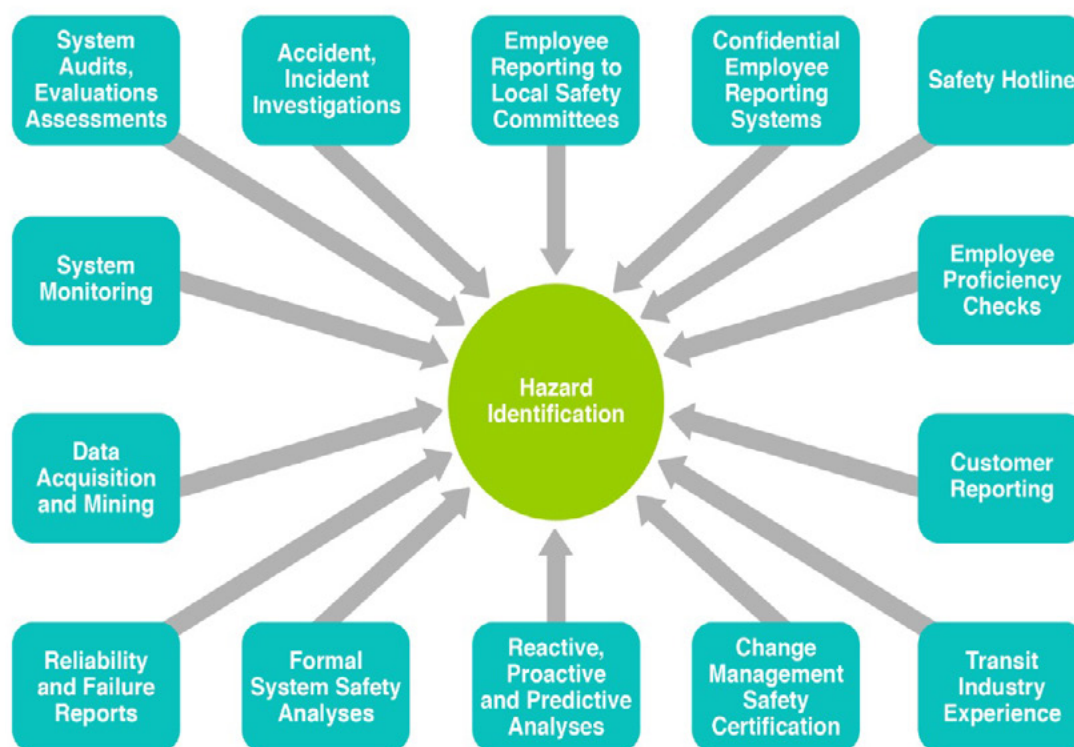 System
Audits,
Evaluations
Assessments
Accident,
Incident
Investigations
Employee
Reporting to
Local Safety
Committees
Confidential
Employee
Reporting
Systems
Safety Hotline
System
Monitoring
Employee
Proficiency
Checks
Hazard
Identification
Data
Acquisition
and Mining
Customer
Reporting
Reliability
and Failure
Reports
Formal
System Safety
Analyses
Reactive,
Proactive
and Predictive
Analyses
Change
Management
Safety
Certification
Transit
Industry
Experience